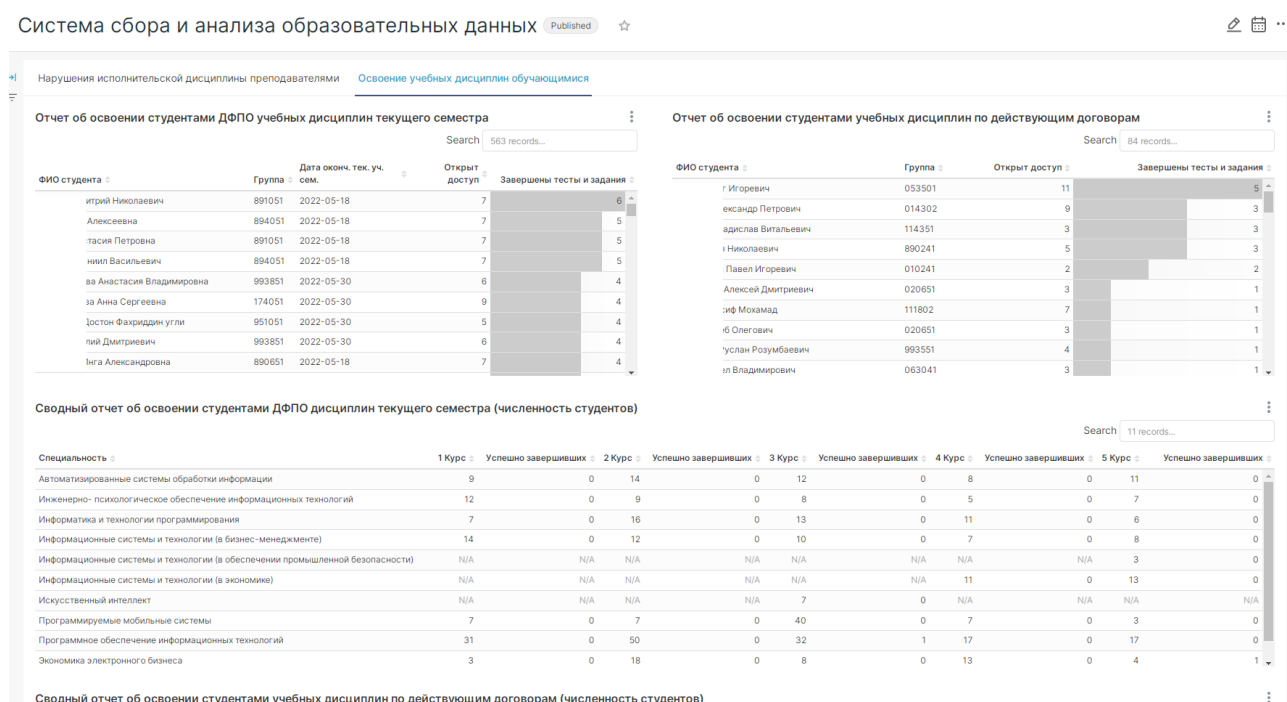 Система сбора и анализа образовательных данных Published
Нарушения исполнительской дисциплины преподавателями Освоение учебных дисциплин обучающимися
Отчет об освоении студентами ДФПО учебных дисциплин текущего семестра
Search 563 records...
ФИО студента Группа Дата оконч. тек. уч. сем. Открыт доступ Завершены тесты и задания
итрий Николаевич 891051 2022-05-18 7 6
Алексеевна 894051 2022-05-18 7 5
тасия Петровна 891051 2022-05-18 7 5
ниил Васильевич 894051 2022-05-18 7 5
ва Анастасия Владимировна 993851 2022-05-30 6 4
ва Анна Сергеевна 174051 2022-05-30 9 4
Достон Фахриддин угли 951051 2022-05-30 5 4
лий Дмитриевич 993851 2022-05-30 6 4
Инга Александровна 890651 2022-05-18 7 4
Отчет об освоении студентами учебных дисциплин по действующим договорам
Search 84 records...
ФИО студента Группа Открыт доступ Завершены тесты и задания
г Игоревич 053501 11 5
ександр Петрович 014302 9 3
адислав Витальевич 114351 3 3
Николаевич 890241 5 3
Павел Игоревич 010241 2 2
Алексей Дмитриевич 020651 3 1
иф Мохамад 111802 7 1
еб Олегович 020651 3 1
Руслан Розумбаевич 993551 4 1
ел Владимирович 063041 3 1
Сводный отчет об освоении студентами ДФПО дисциплин текущего семестра (численность студентов)
Search 11 records...
Специальность 1 Курс Успешно завершивших 2 Курс Успешно завершивших 3 Курс Успешно завершивших 4 Курс Успешно завершивших 5 Курс Успешно завершивших
Автоматизированные системы обработки информации 9 0 14 0 12 0 8 0 11 0
Инженерно- психологическое обеспечение информационных технологий 12 0 9 0 8 0 5 0 7 0
Информатика и технологии программирования 7 0 16 0 13 0 11 0 6 0
Информационные системы и технологии (в бизнес-менеджменте) 14 0 12 0 10 0 7 0 8 0
Информационные системы и технологии (в обеспечении промышленной безопасности) N/A N/A N/A N/A N/A N/A N/A N/A 3 0
Информационные системы и технологии (в экономике) N/A N/A N/A N/A N/A N/A 11 0 13 0
Искусственный интеллект N/A N/A N/A N/A 7 0 N/A N/A N/A N/A
Программируемые мобильные системы 7 0 7 0 40 0 7 0 3 0
Программное обеспечение информационных технологий 31 0 50 0 32 1 17 0 17 0
Экономика электронного бизнеса 3 0 18 0 8 0 13 0 4 1
Сводный отчет об освоении студентами учебных дисциплин по действующим договорам (численность студентов)